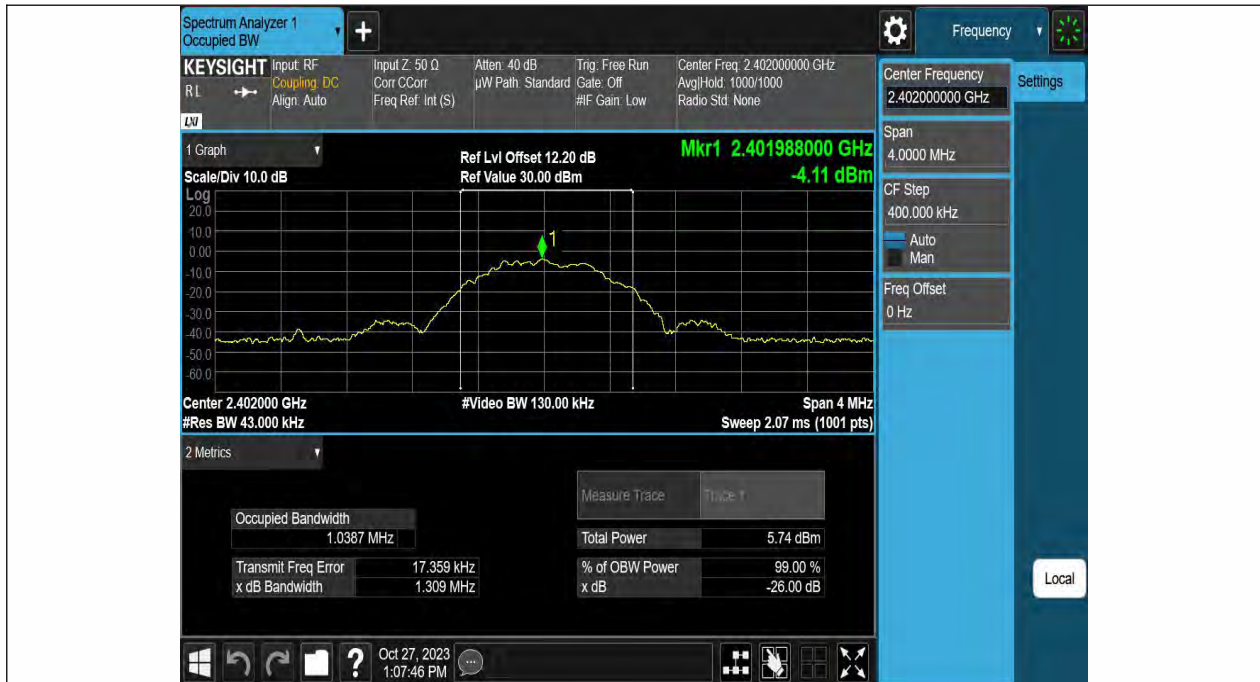 Spectrum Analyzer 1
Occupied BW
+
Frequency
KEYSIGHT
RL
LXI
Input: RF
Coupling: DC
Align: Auto
Input Z: 50 Ω
Corr CCorr
Freq Ref: Int (S)
Atten: 40 dB
µW Path: Standard
Trig: Free Run
Gate: Off
#IF Gain: Low
Center Freq: 2.402000000 GHz
Avg|Hold: 1000/1000
Radio Std: None
Center Frequency
2.402000000 GHz
Settings
Span
4.0000 MHz
CF Step
400.000 kHz
Auto
Man
Freq Offset
0 Hz
Local
1 Graph
Scale/Div 10.0 dB
Ref Lvl Offset 12.20 dB
Ref Value 30.00 dBm
Mkr1 2.401988000 GHz
-4.11 dBm
Log
20.0
10.0
0.00
-10.0
-20.0
-30.0
-40.0
-50.0
-60.0
1
Center 2.402000 GHz
#Res BW 43.000 kHz
#Video BW 130.00 kHz
Span 4 MHz
Sweep 2.07 ms (1001 pts)
2 Metrics
Measure Trace
Trace 1
Occupied Bandwidth
1.0387 MHz
Total Power 5.74 dBm
Transmit Freq Error 17.359 kHz
% of OBW Power 99.00 %
x dB Bandwidth 1.309 MHz
x dB -26.00 dB
?
Oct 27, 2023
1:07:46 PM